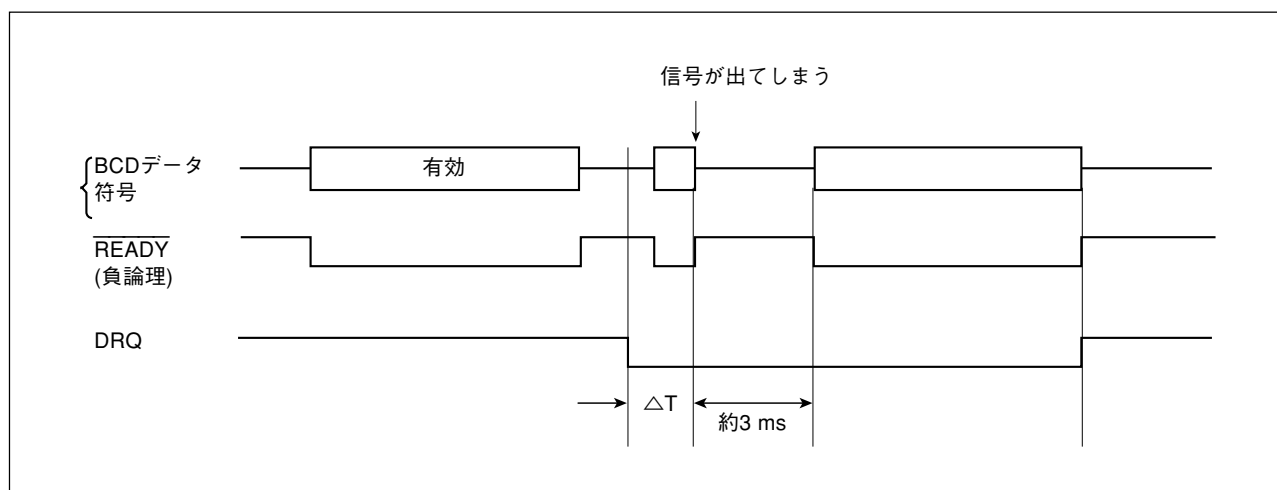 信号が出てしまう
BCDデータ
符号
有効
READY
(負論理)
DRQ
△T
約3 ms